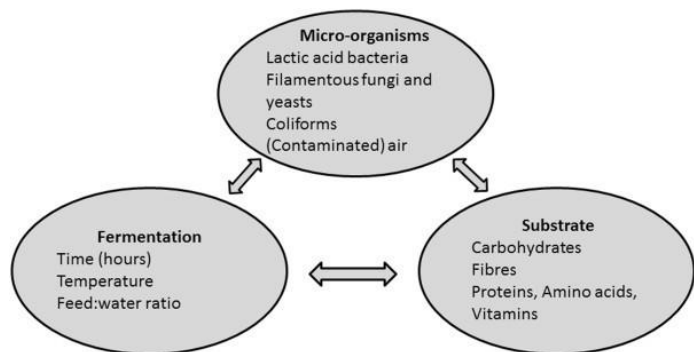 Micro-organisms
Lactic acid bacteria
Filamentous fungi and
yeasts
Coliforms
(Contaminated) air
Fermentation
Time (hours)
Temperature
Feed:water ratio
Substrate
Carbohydrates
Fibres
Proteins, Amino acids,
Vitamins